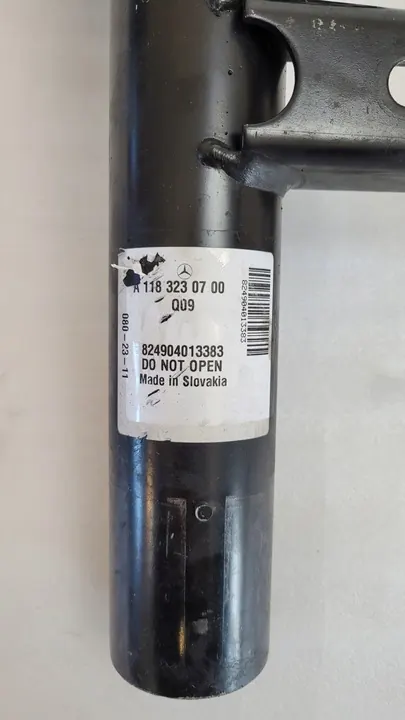 A 118 323 07 00
Q09
824904013383
DO NOT OPEN
Made in Slovakia
080-23-11
824904013383